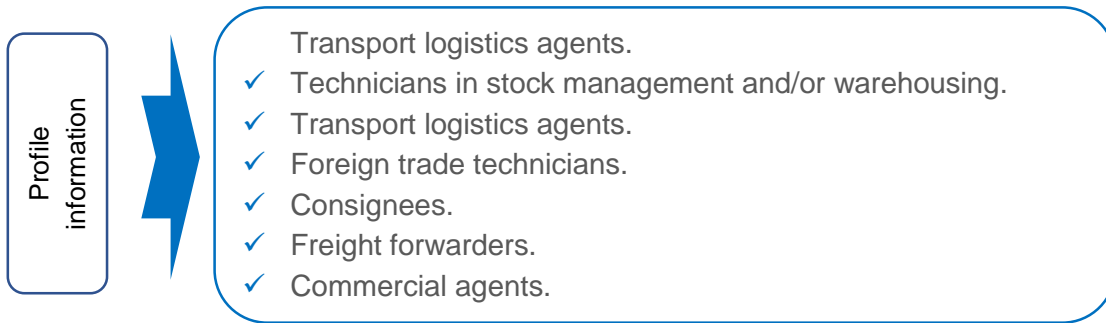 Profile
information
Transport logistics agents.
✓ Technicians in stock management and/or warehousing.
✓ Transport logistics agents.
✓ Foreign trade technicians.
✓ Consignees.
✓ Freight forwarders.
✓ Commercial agents.